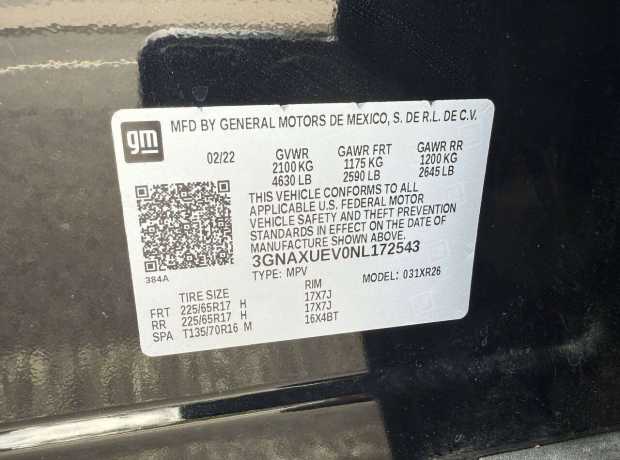 gm MFD BY GENERAL MOTORS DE MEXICO, S. DE R.L. DE C.V.
02/22 GVWR GAWR FRT GAWR RR
2100 KG 1175 KG 1200 KG
4630 LB 2590 LB 2645 LB
THIS VEHICLE CONFORMS TO ALL
APPLICABLE U.S. FEDERAL MOTOR
VEHICLE SAFETY AND THEFT PREVENTION
STANDARDS IN EFFECT ON THE DATE OF
MANUFACTURE SHOWN ABOVE.
384A 3GNAXUEV0NL172543
TYPE: MPV MODEL: 031XR26
TIRE SIZE RIM
FRT 225/65R17 H 17X7J
RR 225/65R17 H 17X7J
SPA T135/70R16 M 16X4BT